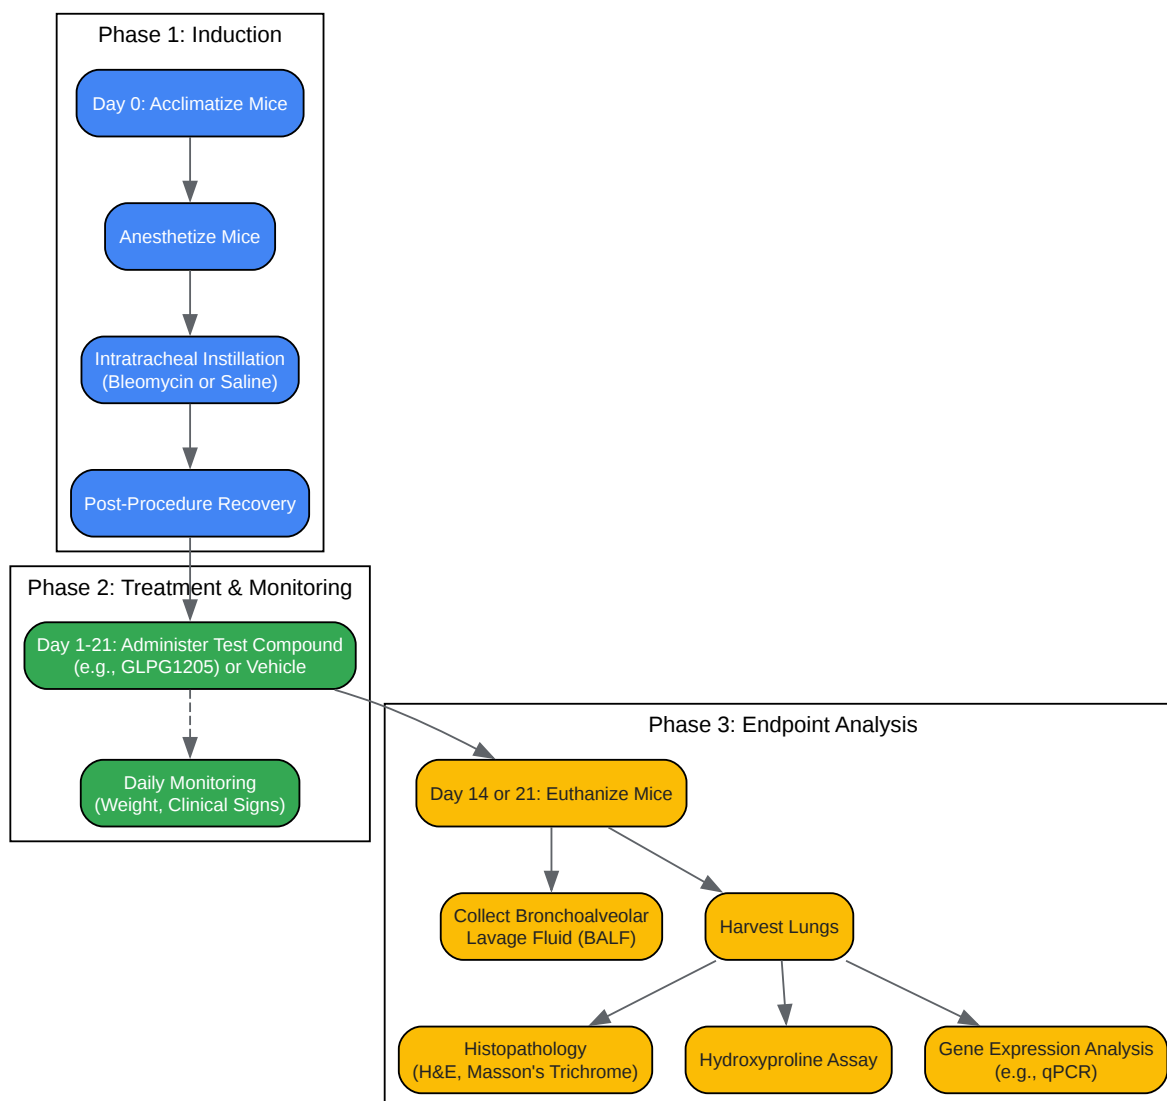 Phase 1: Induction
Day 0: Acclimatize Mice
Anesthetize Mice
Intratracheal Instillation
(Bleomycin or Saline)
Post-Procedure Recovery
Phase 2: Treatment & Monitoring
Day 1-21: Administer Test Compound
(e.g., GLPG1205) or Vehicle
Daily Monitoring
(Weight, Clinical Signs)
Phase 3: Endpoint Analysis
Day 14 or 21: Euthanize Mice
Collect Bronchoalveolar
Lavage Fluid (BALF)
Harvest Lungs
Histopathology
(H&E, Masson's Trichrome)
Hydroxyproline Assay
Gene Expression Analysis
(e.g., qPCR)